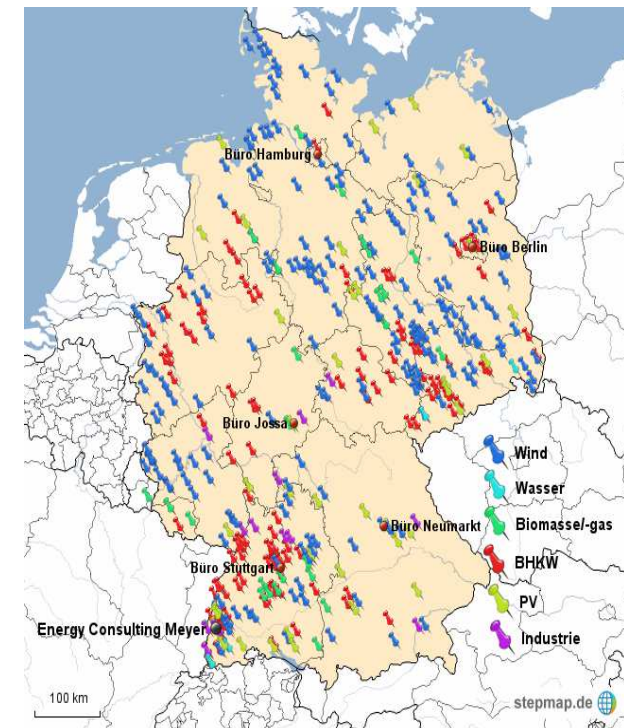 Büro Hamburg
Büro Berlin
Büro Jossa
Büro Neumarkt
Büro Stuttgart
Energy Consulting Meyer
Wind
Wasser
Biomasse/-gas
BHKW
PV
Industrie
100 km
stepmap.de